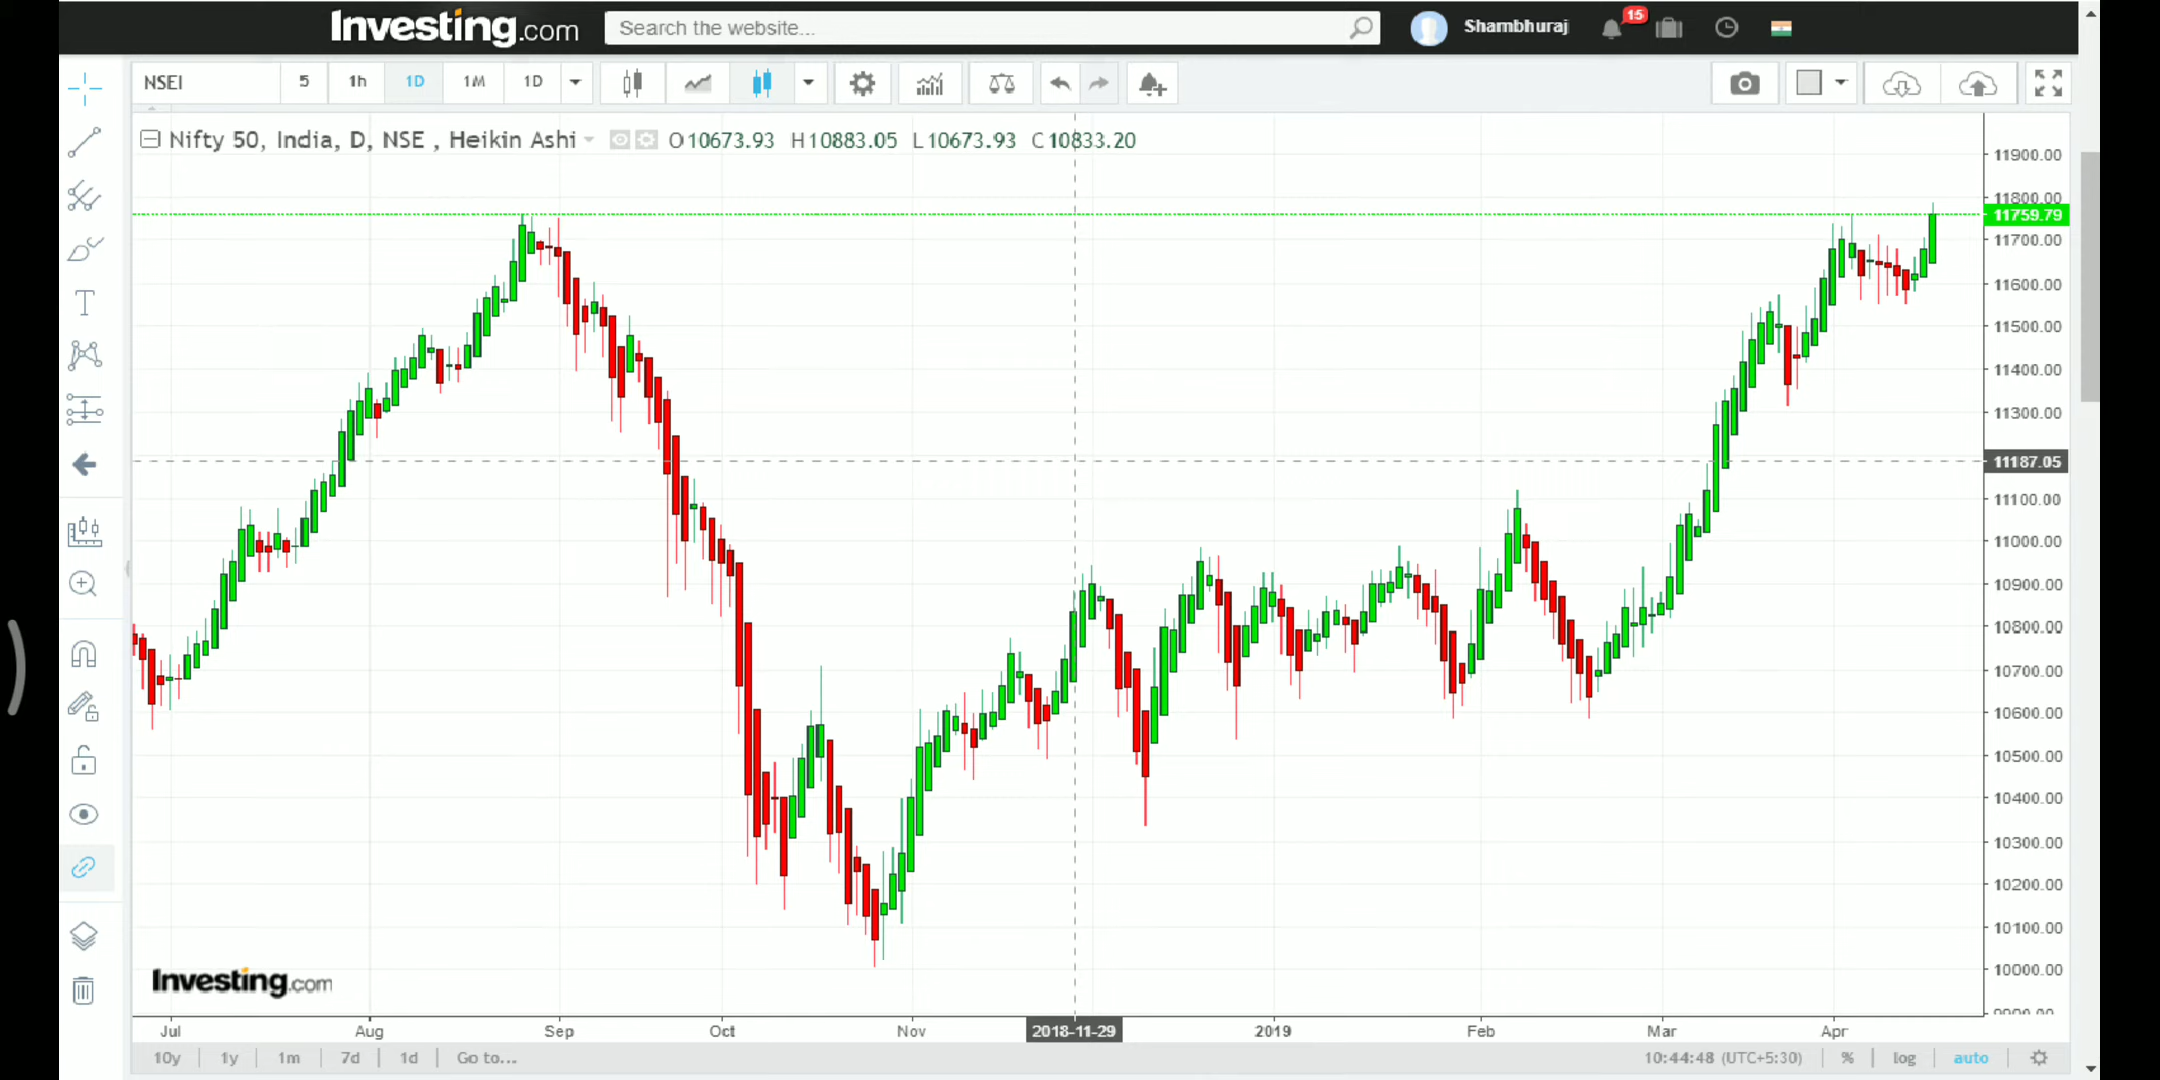 Investing.com
Search the website...
Shambhuraj
15
NSEI
5
1h
1D
1M
1D
Nifty 50, India, D, NSE , Heikin Ashi
O10673.93 H10883.05 L10673.93 C10833.20
11900.00
11800.00
11759.79
11700.00
11600.00
11500.00
11400.00
11300.00
11187.05
11100.00
11000.00
10900.00
10800.00
10700.00
10600.00
10500.00
10400.00
10300.00
10200.00
10100.00
10000.00
Investing.com
Jul Aug Sep Oct Nov 2018-11-29 2019 Feb Mar Apr
10y 1y 1m 7d 1d Go to...
10:44:48 (UTC+5:30) % log auto